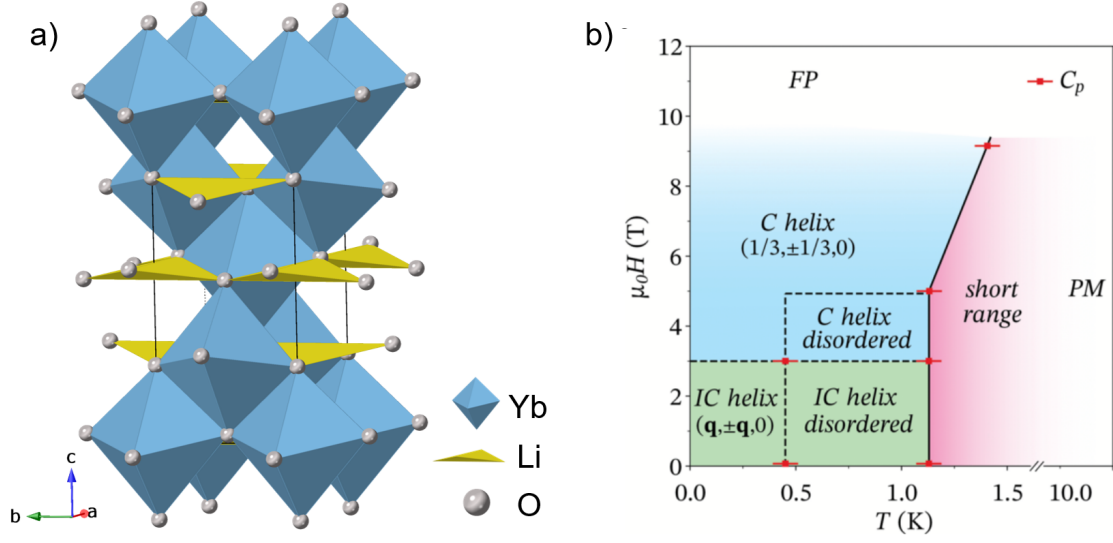 a)
c
b
a
Yb
Li
O
b)
12
10
8
6
4
2
0
μ₀H (T)
FP
Cₚ
C helix
(1/3,±1/3,0)
short
range
PM
C helix
disordered
IC helix
(q,±q,0)
IC helix
disordered
0.0
0.5
1.0
1.5
10.0
T (K)